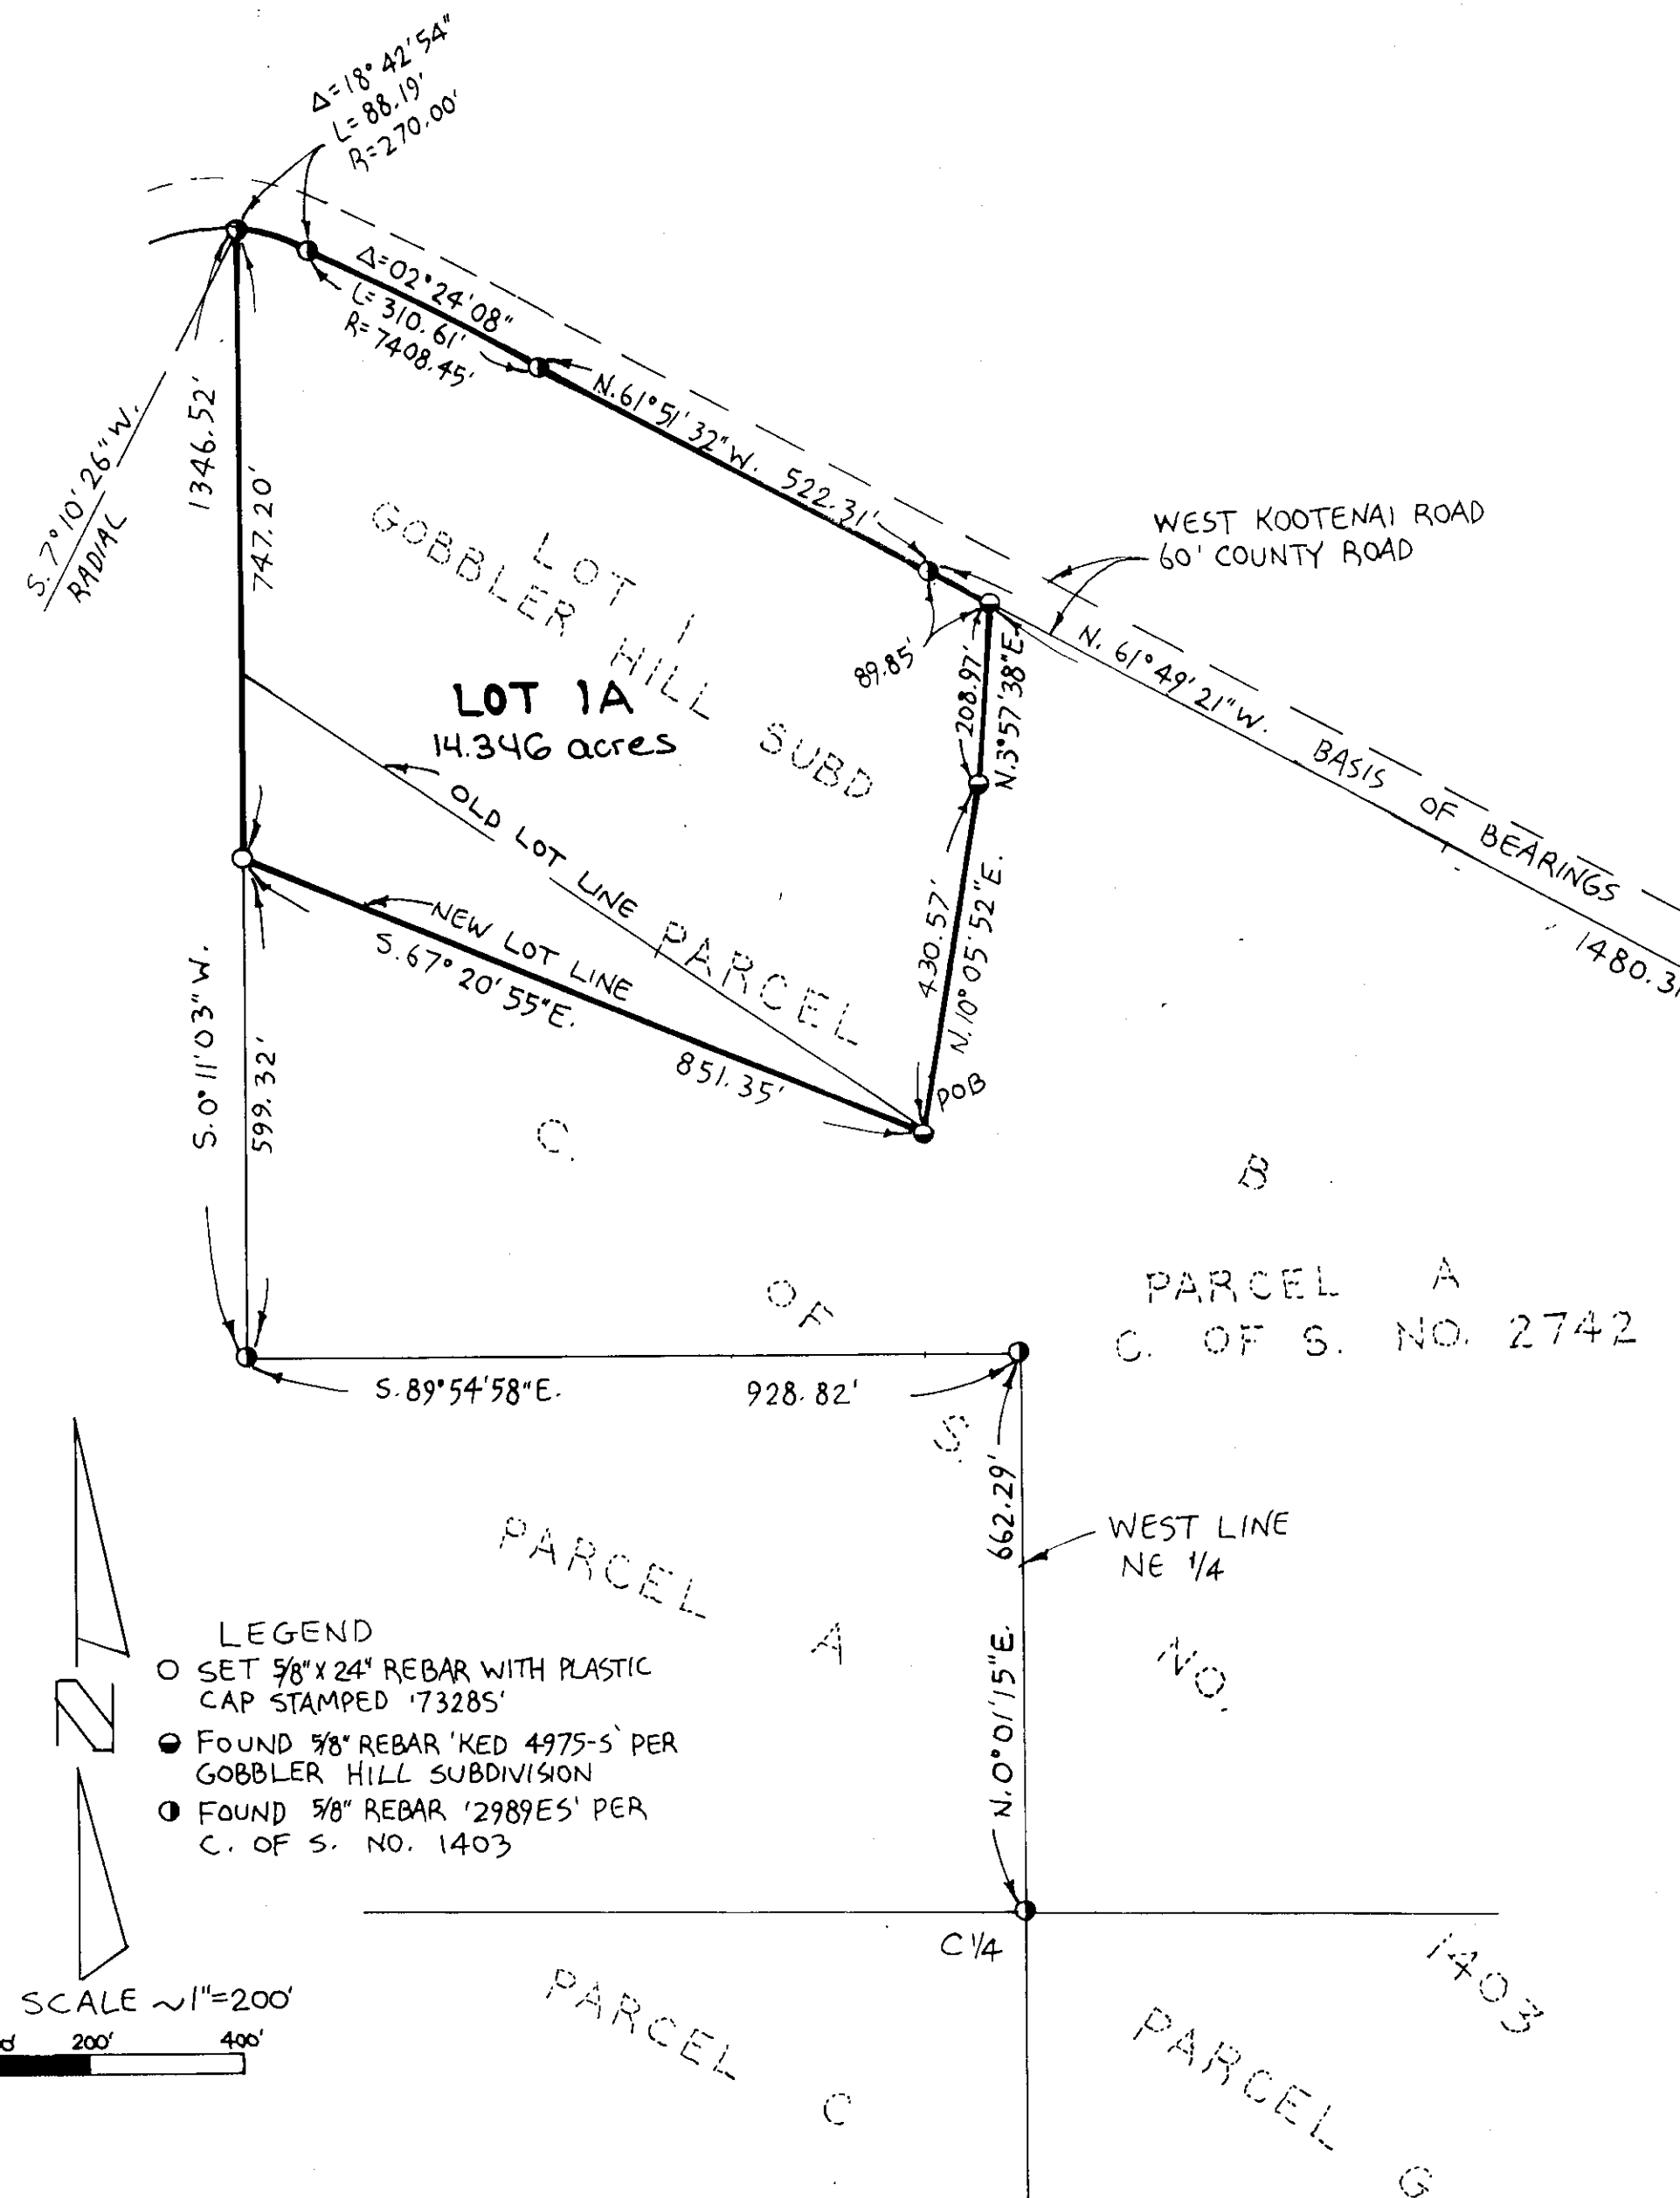 Δ=18°42'54"
L=88.19'
R=270.00'
Δ=02°24'08"
L=310.61'
R=7408.45'
N.61°51'32"W. 522.31'
S.7°10'26"W.
RADIAL
1346.52'
747.20'
WEST KOOTENAI ROAD
60' COUNTY ROAD
LOT 1
GOBBLER HILL SUBD
89.85'
208.97'
N.3°57'38"E.
N. 61°49'21"W. BASIS OF BEARINGS
1480.31
LOT 1A
14.346 acres
OLD LOT LINE
NEW LOT LINE
S.67°20'55"E.
851.35'
PARCEL B
430.57'
N.10°05'52"E.
POB
S.0°11'03"W.
599.32'
C. OF S. NO. 1403
PARCEL A
C. OF S. NO. 2742
S.89°54'58"E. 928.82'
662.29'
N.0°01'15"E.
WEST LINE
NE 1/4
PARCEL A
LEGEND
SET 5/8"X24" REBAR WITH PLASTIC
CAP STAMPED '7328S'
FOUND 5/8" REBAR 'KED 4975-S' PER
GOBBLER HILL SUBDIVISION
FOUND 5/8" REBAR '2989ES' PER
C. OF S. NO. 1403
N
C 1/4
PARCEL C
PARCEL G
SCALE ~1"=200'
200' 400'